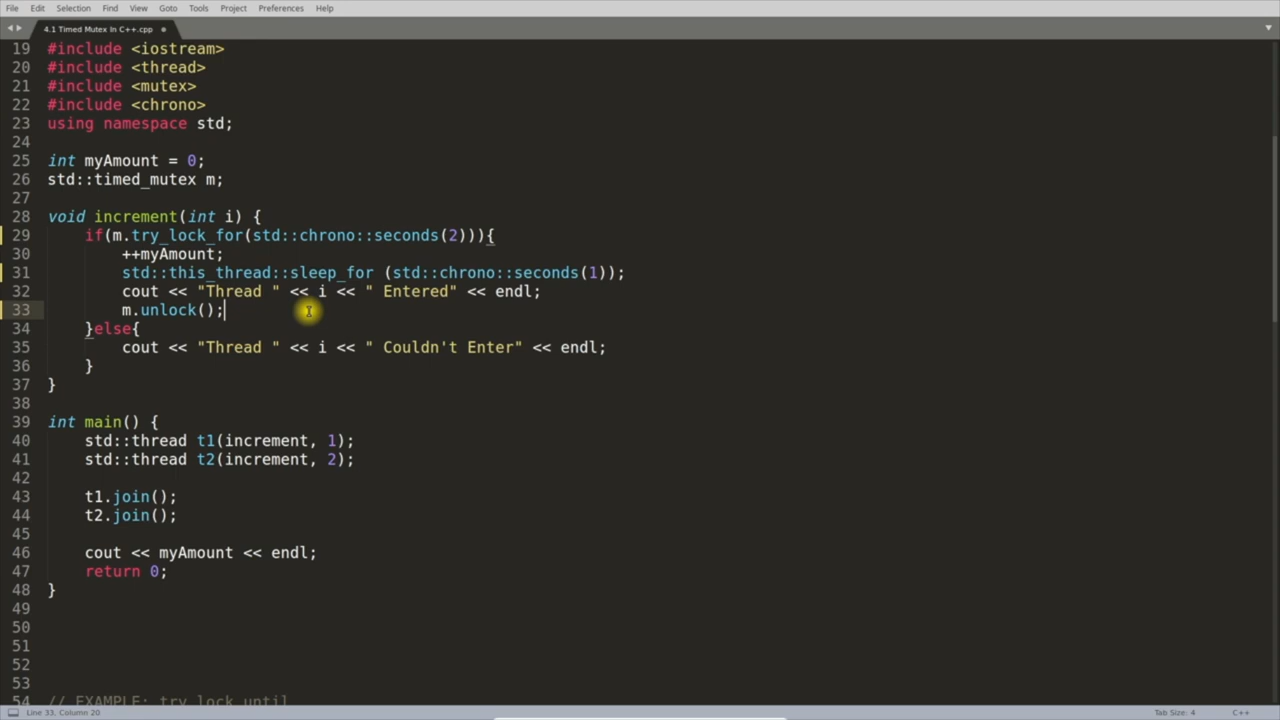 File Edit Selection Find View Goto Tools Project Preferences Help
4.1 Timed Mutex In C++.cpp
19 #include <iostream>
20 #include <thread>
21 #include <mutex>
22 #include <chrono>
23 using namespace std;
24
25 int myAmount = 0;
26 std::timed_mutex m;
27
28 void increment(int i) {
29     if(m.try_lock_for(std::chrono::seconds(2))){
30         ++myAmount;
31         std::this_thread::sleep_for (std::chrono::seconds(1));
32         cout << "Thread " << i << " Entered" << endl;
33         m.unlock();
34     }else{
35         cout << "Thread " << i << " Couldn't Enter" << endl;
36     }
37 }
38
39 int main() {
40     std::thread t1(increment, 1);
41     std::thread t2(increment, 2);
42
43     t1.join();
44     t2.join();
45
46     cout << myAmount << endl;
47     return 0;
48 }
49
50
51
52
53
54 // EXAMPLE: try_lock_until
Line 33, Column 20 Tab Size: 4 C++